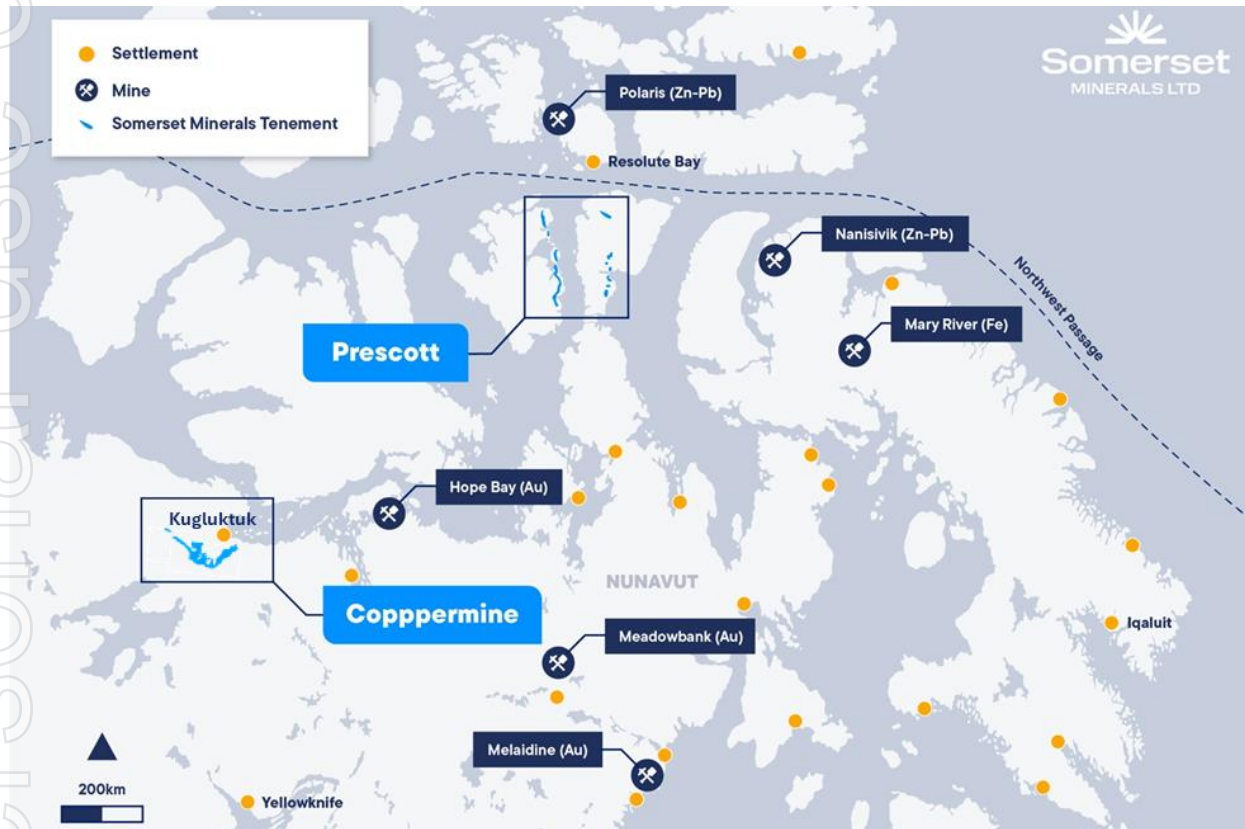 Settlement
Mine
Somerset Minerals Tenement
Somerset
MINERALS LTD
Polaris (Zn-Pb)
Resolute Bay
Nanisivik (Zn-Pb)
Northwest Passage
Mary River (Fe)
Prescott
Hope Bay (Au)
Kugluktuk
NUNAVUT
Copppermine
Iqaluit
Meadowbank (Au)
Melaidine (Au)
200km
Yellowknife